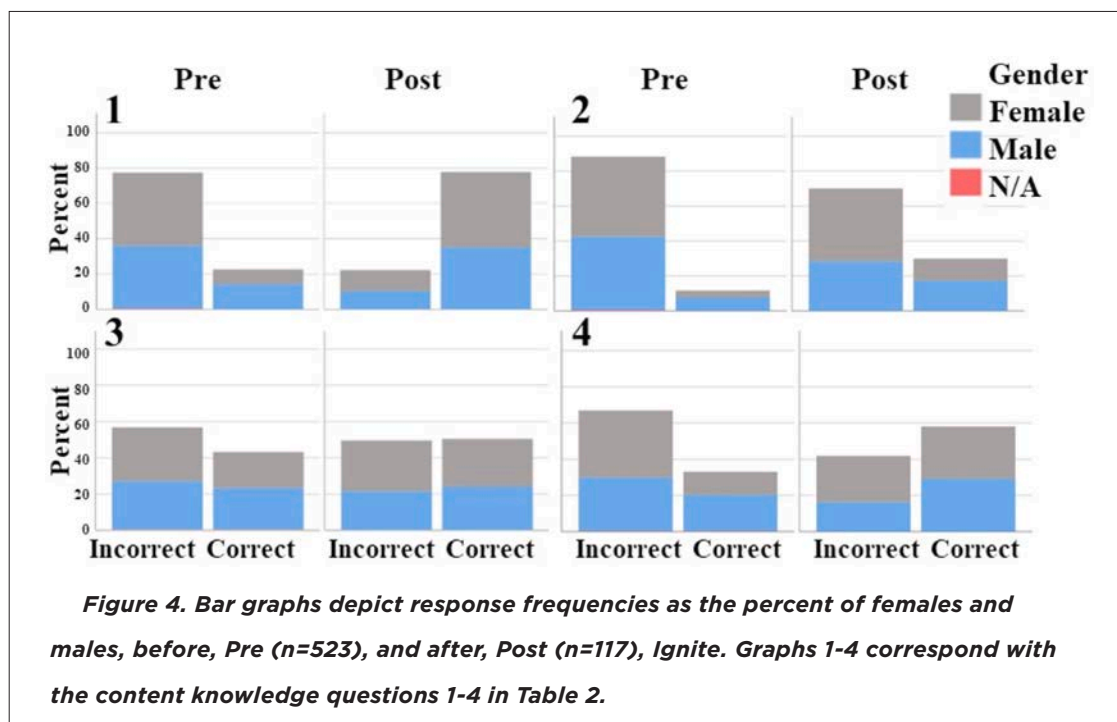 Pre Post Pre Post Gender
Female
Male
N/A
1 2
100
80
60
40
20
0
Percent
3 4
100
80
60
40
20
0
Percent
Incorrect Correct Incorrect Correct Incorrect Correct Incorrect Correct
Figure 4. Bar graphs depict response frequencies as the percent of females and
males, before, Pre (n=523), and after, Post (n=117), Ignite. Graphs 1-4 correspond with
the content knowledge questions 1-4 in Table 2.